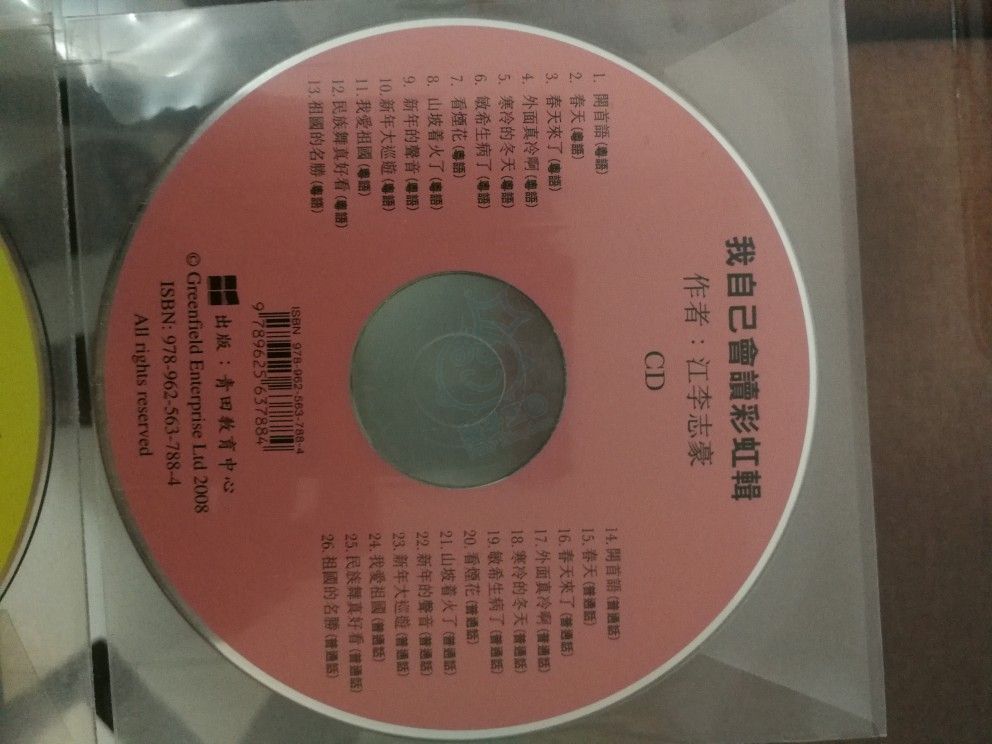 我自己會讀彩虹輯
作者：江李志豪
CD
1. 開首語 (粵語)
2. 春天 (粵語)
3. 春天來了 (粵語)
4. 外面真冷啊 (粵語)
5. 寒冷的冬天 (粵語)
6. 敏希生病了 (粵語)
7. 看煙花 (粵語)
8. 山坡着火了 (粵語)
9. 新年的聲音 (粵語)
10. 新年大巡遊 (粵語)
11. 我愛祖國 (粵語)
12. 民族舞真好看 (粵語)
13. 祖國的名勝 (粵語)
14. 開首語 (普通話)
15. 春天 (普通話)
16. 春天來了 (普通話)
17. 外面真冷啊 (普通話)
18. 寒冷的冬天 (普通話)
19. 敏希生病了 (普通話)
20. 看煙花 (普通話)
21. 山坡着火了 (普通話)
22. 新年的聲音 (普通話)
23. 新年大巡遊 (普通話)
24. 我愛祖國 (普通話)
25. 民族舞真好看 (普通話)
26. 祖國的名勝 (普通話)
ISBN 978-962-563-788-4
9 789625 637884
出版：青田教育中心
© Greenfield Enterprise Ltd 2008
ISBN: 978-962-563-788-4
All rights reserved